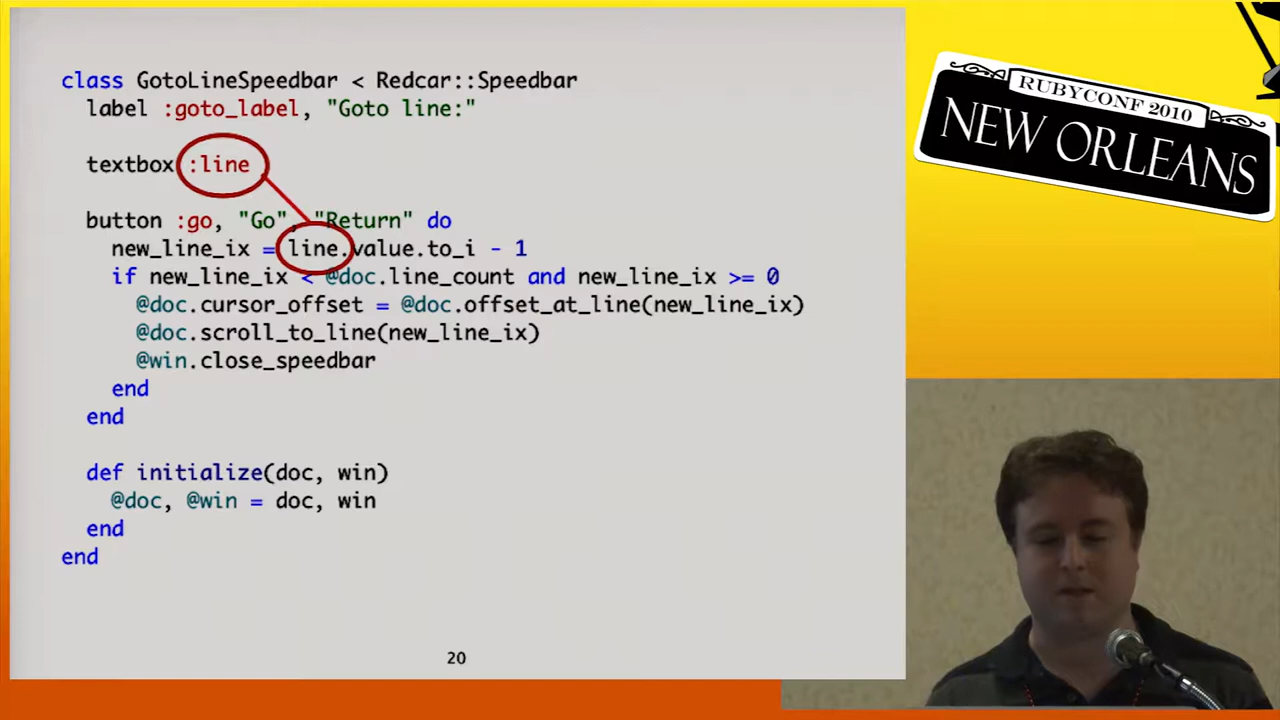 class GotoLineSpeedbar < Redcar::Speedbar
label :goto_label, "Goto line:"
textbox :line
button :go, "Go", "Return" do
new_line_ix = line.value.to_i - 1
if new_line_ix < @doc.line_count and new_line_ix >= 0
@doc.cursor_offset = @doc.offset_at_line(new_line_ix)
@doc.scroll_to_line(new_line_ix)
@win.close_speedbar
end
end
def initialize(doc, win)
@doc, @win = doc, win
end
end
20
RUBYCONF 2010
NEW ORLEANS